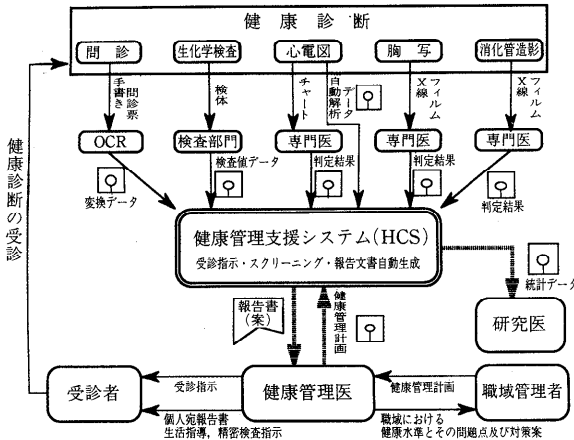 健康診断
問診
生化学検査
心電図
胸写
消化管造影
手書き
問診票
検体
チャート
自動解析
データ
X線
フィルム
X線
フィルム
OCR
検査部門
専門医
専門医
専門医
変換データ
検査値データ
判定結果
判定結果
判定結果
健康管理支援システム(HCS)
受診指示・スクリーニング・報告文書自動生成
健康診断の受診
報告書
(案)
健康管理計画
統計データ
研究医
受診者
受診指示
健康管理医
健康管理計画
職域管理者
個人宛報告書
生活指導,精密検査指示
職域における
健康水準とその問題点及び対策案